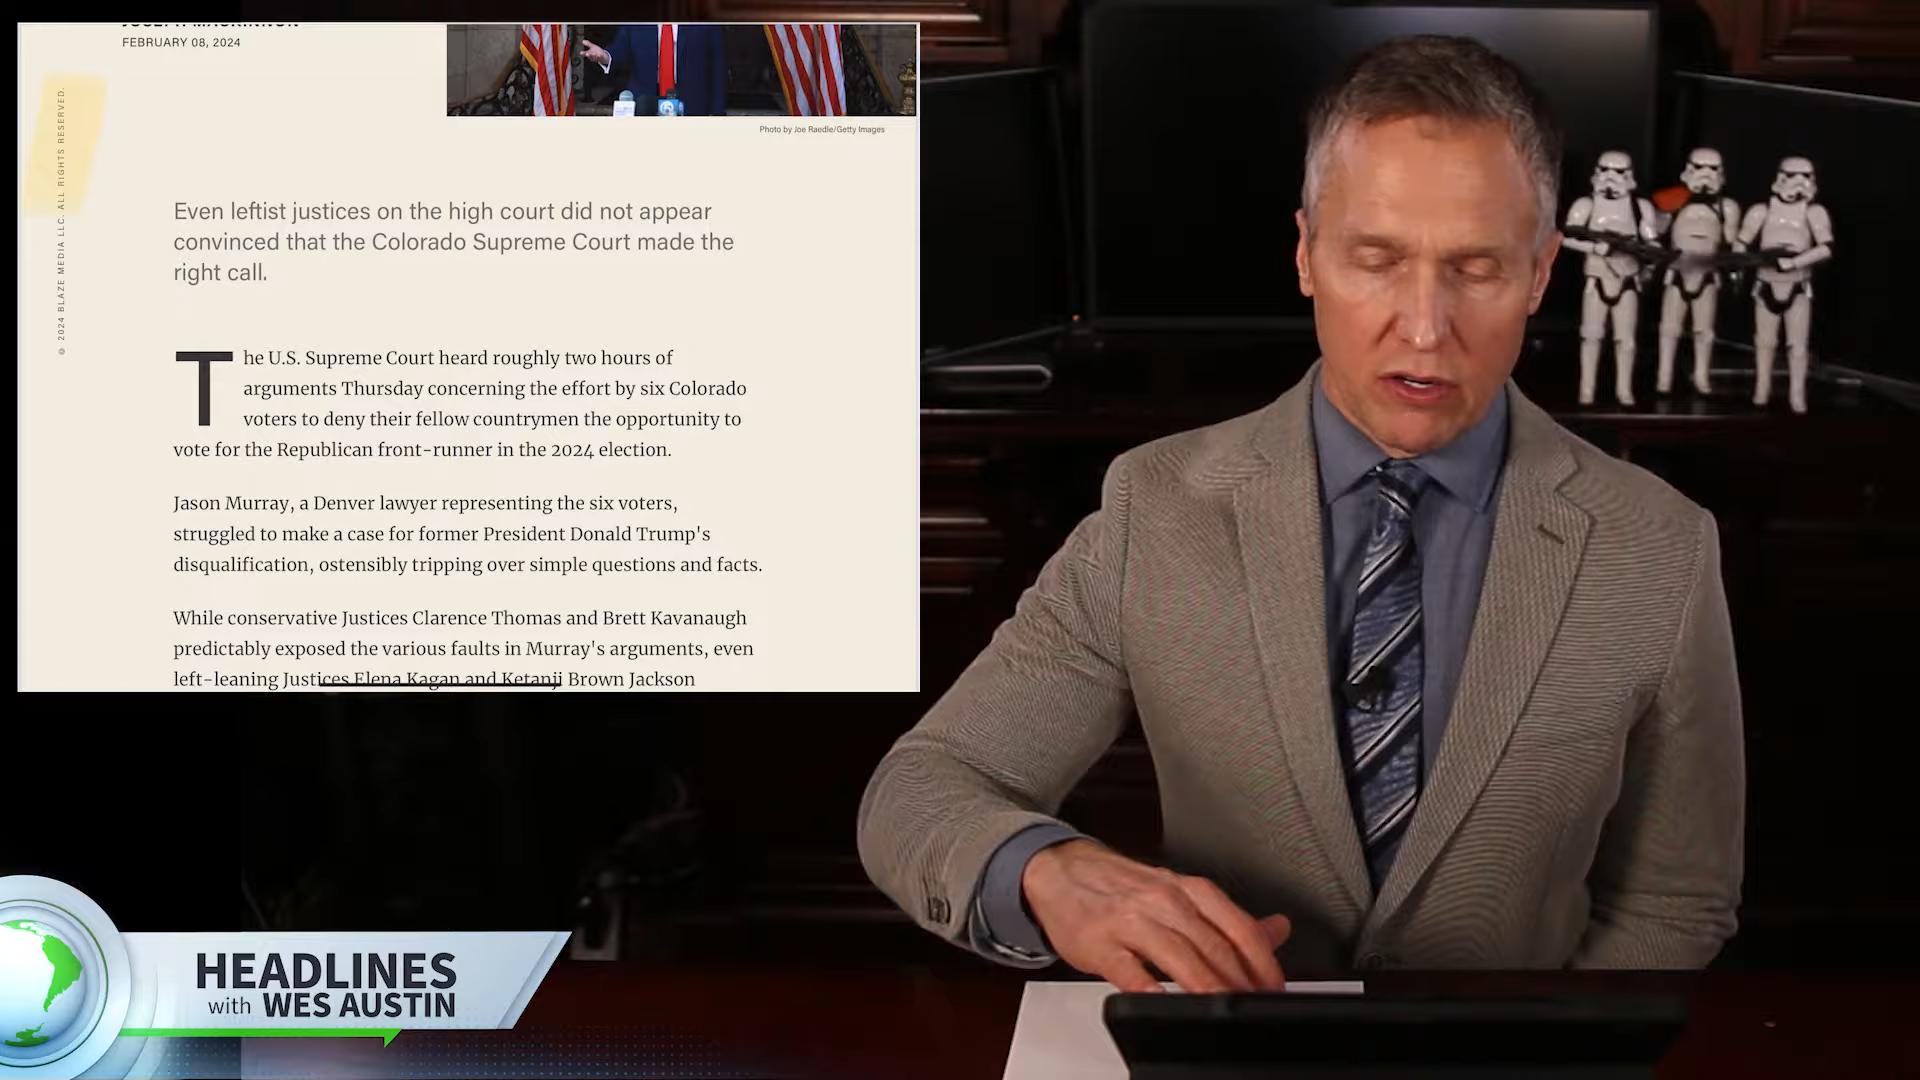 JOSEPH MACKINNON
FEBRUARY 08, 2024
© 2024 BLAZE MEDIA LLC. ALL RIGHTS RESERVED.
Photo by Joe Raedle/Getty Images
Even leftist justices on the high court did not appear
convinced that the Colorado Supreme Court made the
right call.
The U.S. Supreme Court heard roughly two hours of
arguments Thursday concerning the effort by six Colorado
voters to deny their fellow countrymen the opportunity to
vote for the Republican front-runner in the 2024 election.
Jason Murray, a Denver lawyer representing the six voters,
struggled to make a case for former President Donald Trump's
disqualification, ostensibly tripping over simple questions and facts.
While conservative Justices Clarence Thomas and Brett Kavanaugh
predictably exposed the various faults in Murray's arguments, even
left-leaning Justices Elena Kagan and Ketanji Brown Jackson
HEADLINES
with WES AUSTIN